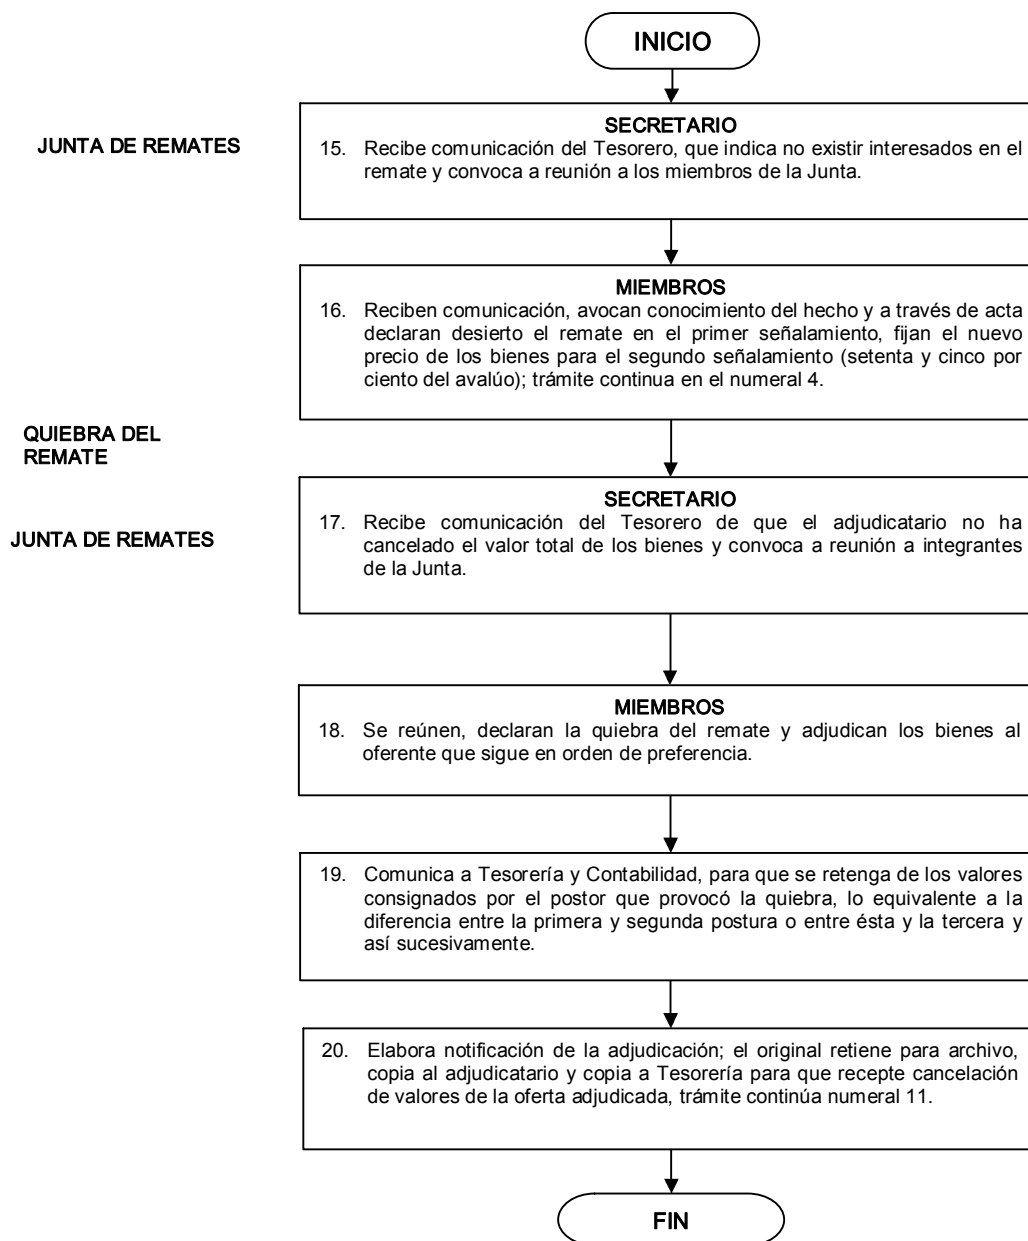 INICIO
JUNTA DE REMATES
SECRETARIO
15. Recibe comunicación del Tesorero, que indica no existir interesados en el
remate y convoca a reunión a los miembros de la Junta.
MIEMBROS
16. Reciben comunicación, avocan conocimiento del hecho y a través de acta
declaran desierto el remate en el primer señalamiento, fijan el nuevo
precio de los bienes para el segundo señalamiento (setenta y cinco por
ciento del avalúo); trámite continua en el numeral 4.
QUIEBRA DEL
REMATE
JUNTA DE REMATES
SECRETARIO
17. Recibe comunicación del Tesorero de que el adjudicatario no ha
cancelado el valor total de los bienes y convoca a reunión a integrantes
de la Junta.
MIEMBROS
18. Se reúnen, declaran la quiebra del remate y adjudican los bienes al
oferente que sigue en orden de preferencia.
19. Comunica a Tesorería y Contabilidad, para que se retenga de los valores
consignados por el postor que provocó la quiebra, lo equivalente a la
diferencia entre la primera y segunda postura o entre ésta y la tercera y
así sucesivamente.
20. Elabora notificación de la adjudicación; el original retiene para archivo,
copia al adjudicatario y copia a Tesorería para que recepte cancelación
de valores de la oferta adjudicada, trámite continúa numeral 11.
FIN